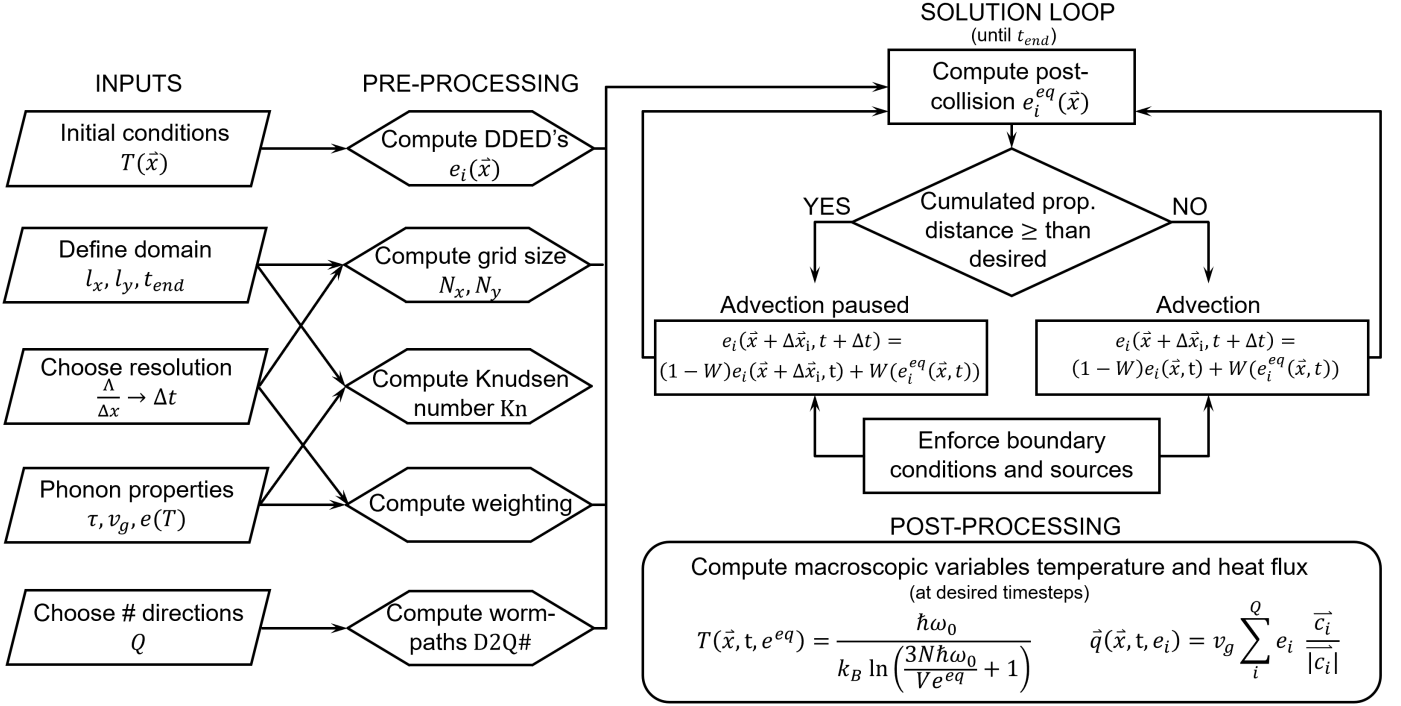 INPUTS
Initial conditions
T(x⃗)
Define domain
lₓ, l_y, t_end
Choose resolution
Λ/Δx → Δt
Phonon properties
τ, v_g, e(T)
Choose # directions
Q
PRE-PROCESSING
Compute DDED's
e_i(x⃗)
Compute grid size
Nₓ, N_y
Compute Knudsen
number Kn
Compute weighting
Compute worm-
paths D2Q#
SOLUTION LOOP
(until t_end)
Compute post-
collision e_i^eq(x⃗)
Cumulated prop.
distance ≥ than
desired
YES
NO
Advection paused
e_i(x⃗ + Δx⃗_i, t + Δt) =
(1 − W)e_i(x⃗ + Δx⃗_i, t) + W(e_i^eq(x⃗, t))
Advection
e_i(x⃗ + Δx⃗_i, t + Δt) =
(1 − W)e_i(x⃗, t) + W(e_i^eq(x⃗, t))
Enforce boundary
conditions and sources
POST-PROCESSING
Compute macroscopic variables temperature and heat flux
(at desired timesteps)
T(x⃗, t, e^eq) = ħω₀ / (k_B ln(3Nħω₀/(Ve^eq) + 1))
q⃗(x⃗, t, e_i) = v_g ∑_i^Q e_i c⃗_i/|c⃗_i|